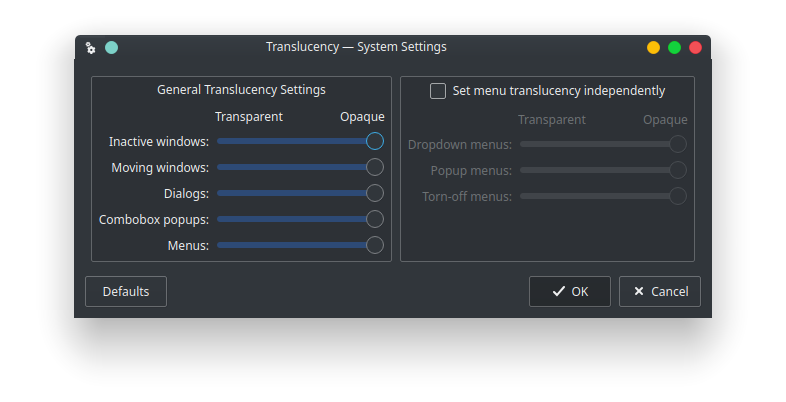 Translucency — System Settings
General Translucency Settings
Transparent Opaque
Inactive windows:
Moving windows:
Dialogs:
Combobox popups:
Menus:
Set menu translucency independently
Transparent Opaque
Dropdown menus:
Popup menus:
Torn-off menus:
Defaults
OK
Cancel